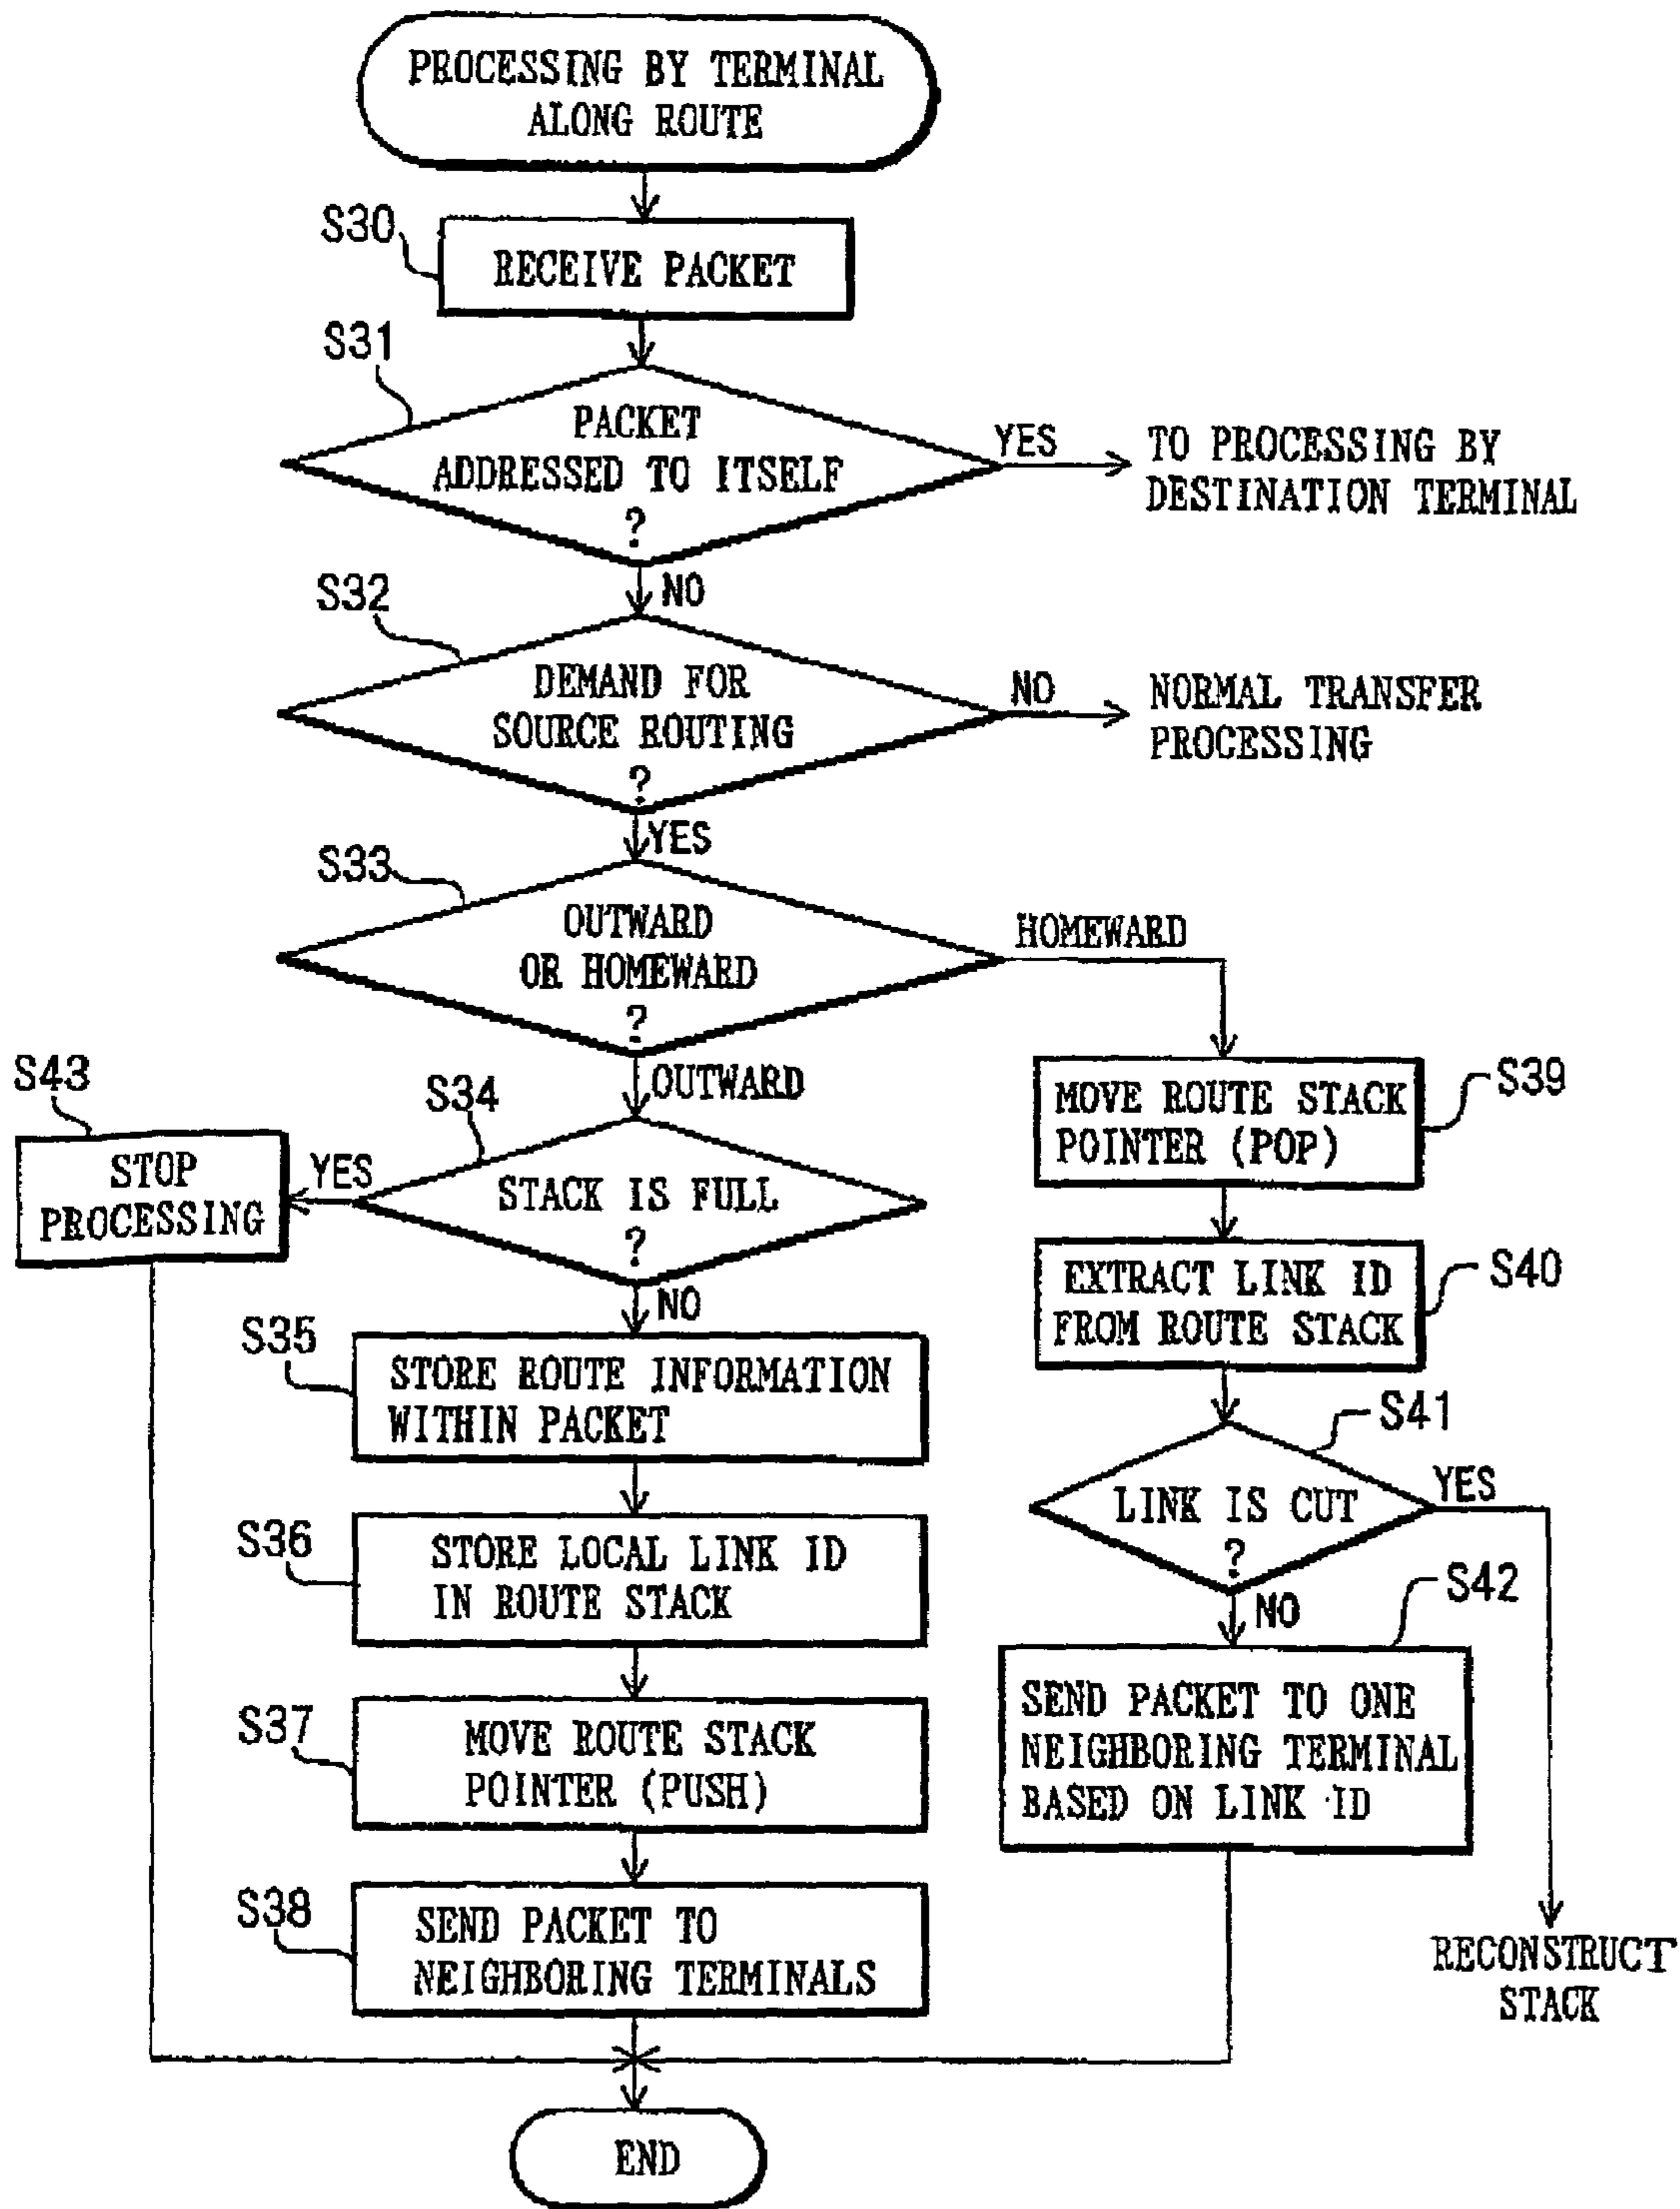 PROCESSING BY TERMINAL
ALONG ROUTE
S30
RECEIVE PACKET
S31
PACKET
ADDRESSED TO ITSELF
?
YES
TO PROCESSING BY
DESTINATION TERMINAL
NO
S32
DEMAND FOR
SOURCE ROUTING
?
NO
NORMAL TRANSFER
PROCESSING
YES
S33
OUTWARD
OR HOMEWARD
?
HOMEWARD
OUTWARD
S43
STOP
PROCESSING
YES
S34
STACK IS FULL
?
NO
S39
MOVE ROUTE STACK
POINTER (POP)
S40
EXTRACT LINK ID
FROM ROUTE STACK
S35
STORE ROUTE INFORMATION
WITHIN PACKET
S41
LINK IS CUT
?
YES
NO
S36
STORE LOCAL LINK ID
IN ROUTE STACK
S42
SEND PACKET TO ONE
NEIGHBORING TERMINAL
BASED ON LINK ID
S37
MOVE ROUTE STACK
POINTER (PUSH)
S38
SEND PACKET TO
NEIGHBORING TERMINALS
RECONSTRUCT
STACK
END